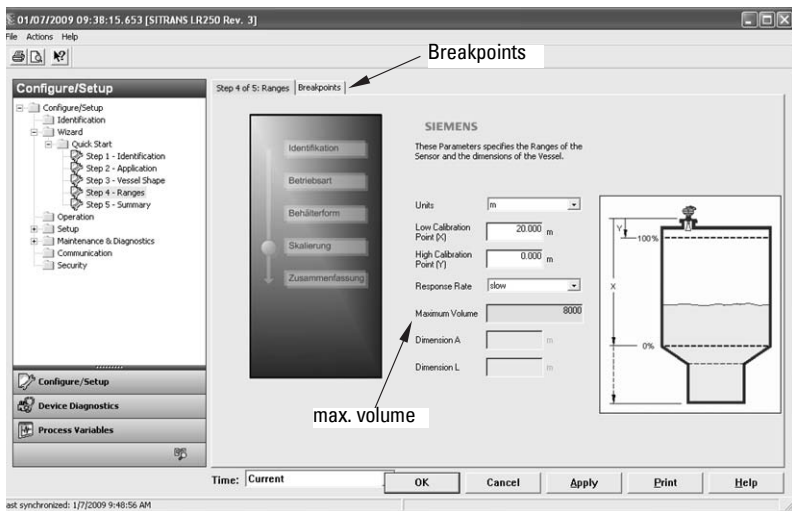 01/07/2009 09:38:15.653 [SITRANS LR250 Rev. 3]
File Actions Help
Breakpoints
Configure/Setup
Configure/Setup
Identification
Wizard
Quick Start
Step 1 - Identification
Step 2 - Application
Step 3 - Vessel Shape
Step 4 - Ranges
Step 5 - Summary
Operation
Setup
Maintenance & Diagnostics
Communication
Security
Configure/Setup
Device Diagnostics
Process Variables
Step 4 of 5: Ranges Breakpoints
Identifikation
Betriebsart
Behälterform
Skalierung
Zusammenfassung
SIEMENS
These Parameters specifies the Ranges of the
Sensor and the dimensions of the Vessel.
Units m
Low Calibration
Point (X) 20.000 m
High Calibration
Point (Y) 0.000 m
Response Rate slow
Maximum Volume 8000
Dimension A m
Dimension L m
Y
100%
X
0%
max. volume
Time: Current
OK Cancel Apply Print Help
ast synchronized: 1/7/2009 9:48:56 AM